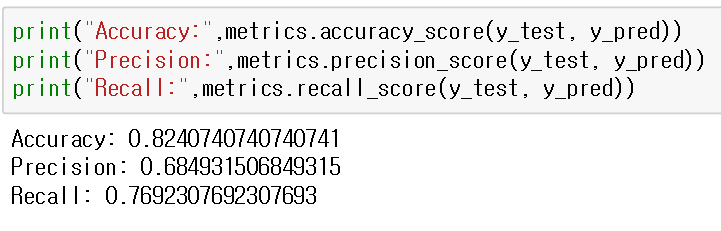 print("Accuracy:",metrics.accuracy_score(y_test, y_pred))
print("Precision:",metrics.precision_score(y_test, y_pred))
print("Recall:",metrics.recall_score(y_test, y_pred))
Accuracy: 0.8240740740740741
Precision: 0.684931506849315
Recall: 0.7692307692307693